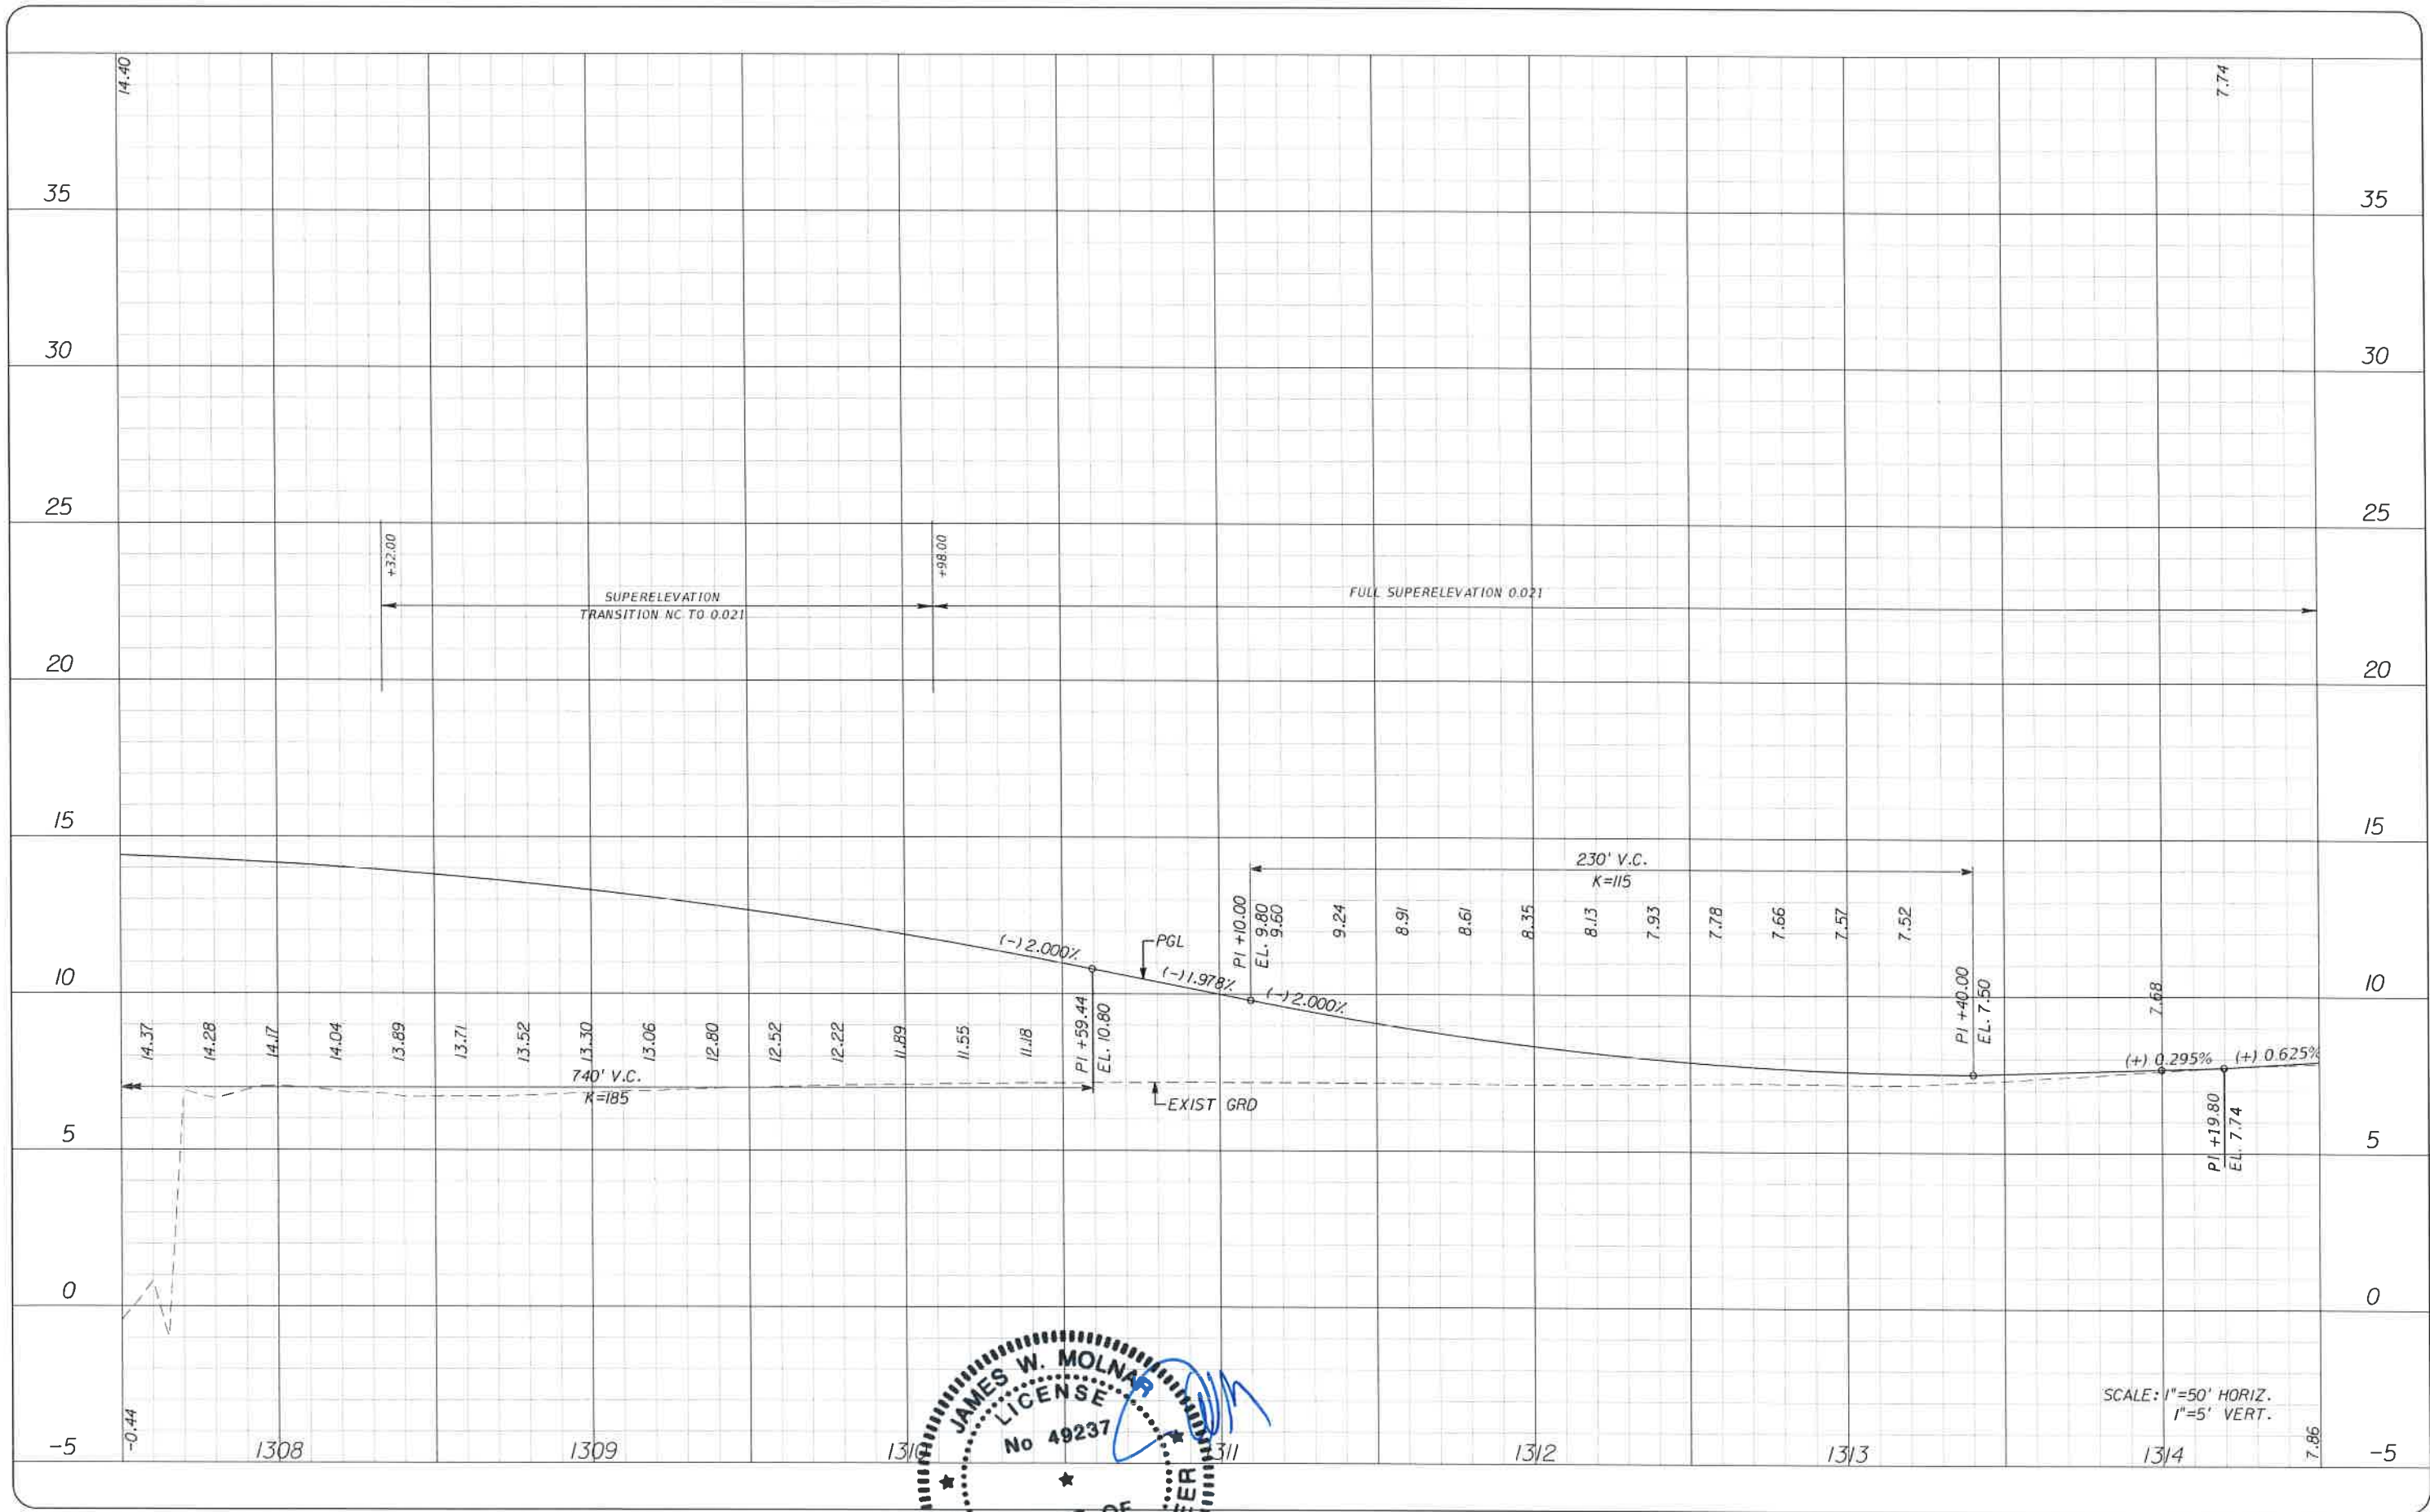 14.40
7.74
35
35
30
30
25
25
+32.00
+98.00
SUPERELEVATION
TRANSITION NC TO 0.021
FULL SUPERELEVATION 0.021
20
20
15
15
230' V.C.
K=115
PI +10.00
EL. 9.80
9.60
9.24
8.91
8.61
8.35
8.13
7.93
7.78
7.66
7.57
7.52
(-) 2.000%
PGL
(-) 1.978%
(-) 2.000%
10
10
PI +40.00
EL. 7.50
7.68
14.37
14.28
14.17
14.04
13.89
13.71
13.52
13.30
13.06
12.80
12.52
12.22
11.89
11.55
11.18
PI +59.44
EL. 10.80
(+) 0.295%
(+) 0.625%
740' V.C.
K=185
EXIST GRD
PI +19.80
EL. 7.74
5
5
0
0
JAMES W. MOLNAR
LICENSE
No 49237
OF
SCALE: 1"=50' HORIZ.
1"=5' VERT.
-0.44
7.86
-5
1308
1309
1310
1311
1312
1313
1314
-5